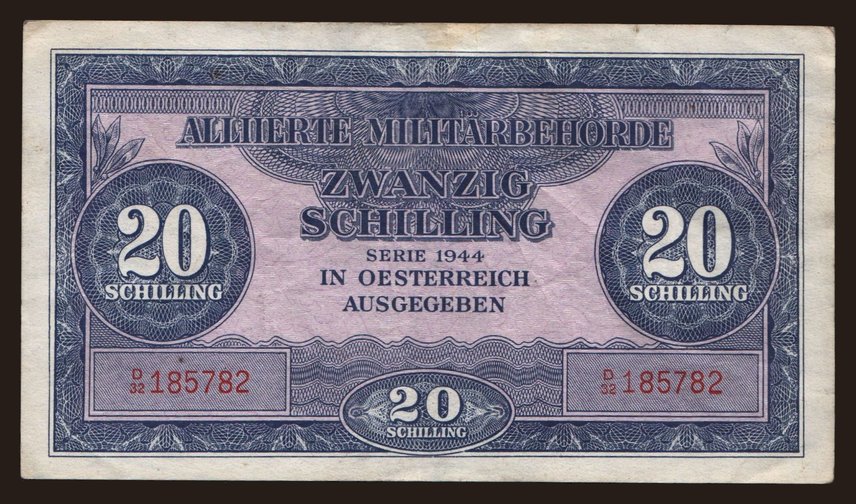 ALLIIERTE MILITÄRBEHÖRDE
ZWANZIG
SCHILLING
SERIE 1944
IN OESTERREICH
AUSGEGEBEN
20
SCHILLING
20
SCHILLING
D/32 185782
D/32 185782
20
SCHILLING